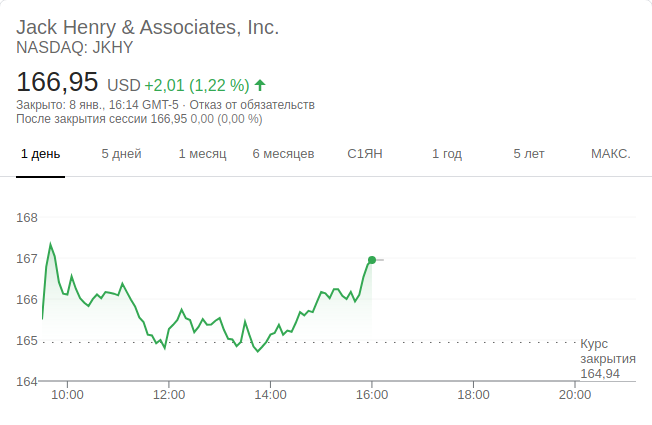 Jack Henry & Associates, Inc.
NASDAQ: JKHY
166,95 USD +2,01 (1,22 %)
Закрыто: 8 янв., 16:14 GMT-5 · Отказ от обязательств
После закрытия сессии 166,95 0,00 (0,00 %)
1 день 5 дней 1 месяц 6 месяцев С1ЯН 1 год 5 лет МАКС.
168
167
166
165
Курс
закрытия
164,94
164
10:00 12:00 14:00 16:00 18:00 20:00